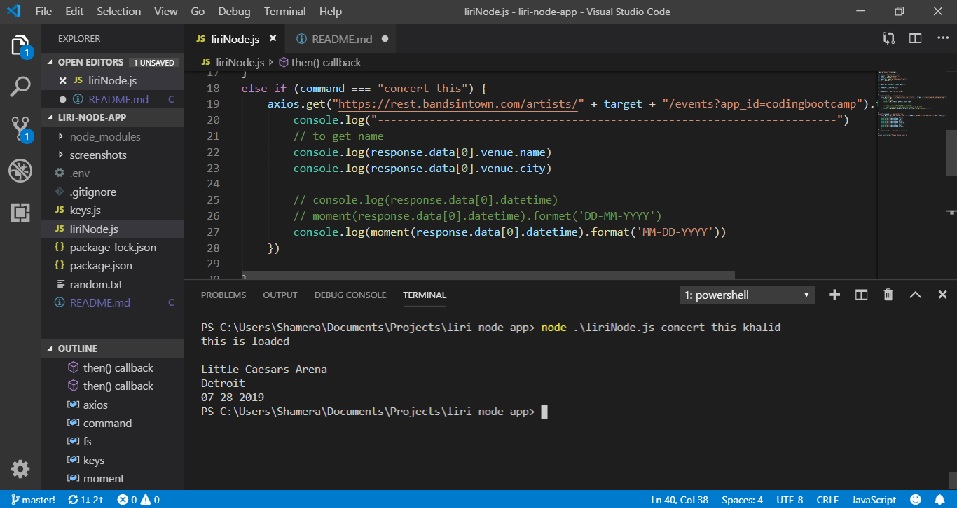 File Edit Selection View Go Debug Terminal Help liriNode.js - liri-node-app - Visual Studio Code
EXPLORER
JS liriNode.js
README.md
OPEN EDITORS 1 UNSAVED
JS liriNode.js
README.md C
LIRI-NODE-APP
node_modules
screenshots
.env
.gitignore
JS keys.js
JS liriNode.js
{} package lock.json
{} package.json
random.txt
README.md C
OUTLINE
then() callback
then() callback
axios
command
fs
keys
moment
JS liriNode.js > then() callback
17 }
18 else if (command === "concert this") {
19 axios.get("https://rest.bandsintown.com/artists/" + target + "/events?app_id=codingbootcamp").
20 console.log("------------------------------------------------------------------------")
21 // to get name
22 console.log(response.data[0].venue.name)
23 console.log(response.data[0].venue.city)
24
25 // console.log(response.data[0].datetime)
26 // moment(response.data[0].datetime).formet('DD-MM-YYYY')
27 console.log(moment(response.data[0].datetime).format('MM-DD-YYYY'))
28 })
29
30 }
PROBLEMS OUTPUT DEBUG CONSOLE TERMINAL 1: powershell
PS C:\Users\Shamera\Documents\Projects\liri node app> node .\liriNode.js concert this khalid
this is loaded
Little Caesars Arena
Detroit
07 28 2019
PS C:\Users\Shamera\Documents\Projects\liri node app>
master! 1↓ 2↑ 0 0 Ln 40, Col 38 Spaces: 4 UTF-8 CRLF JavaScript